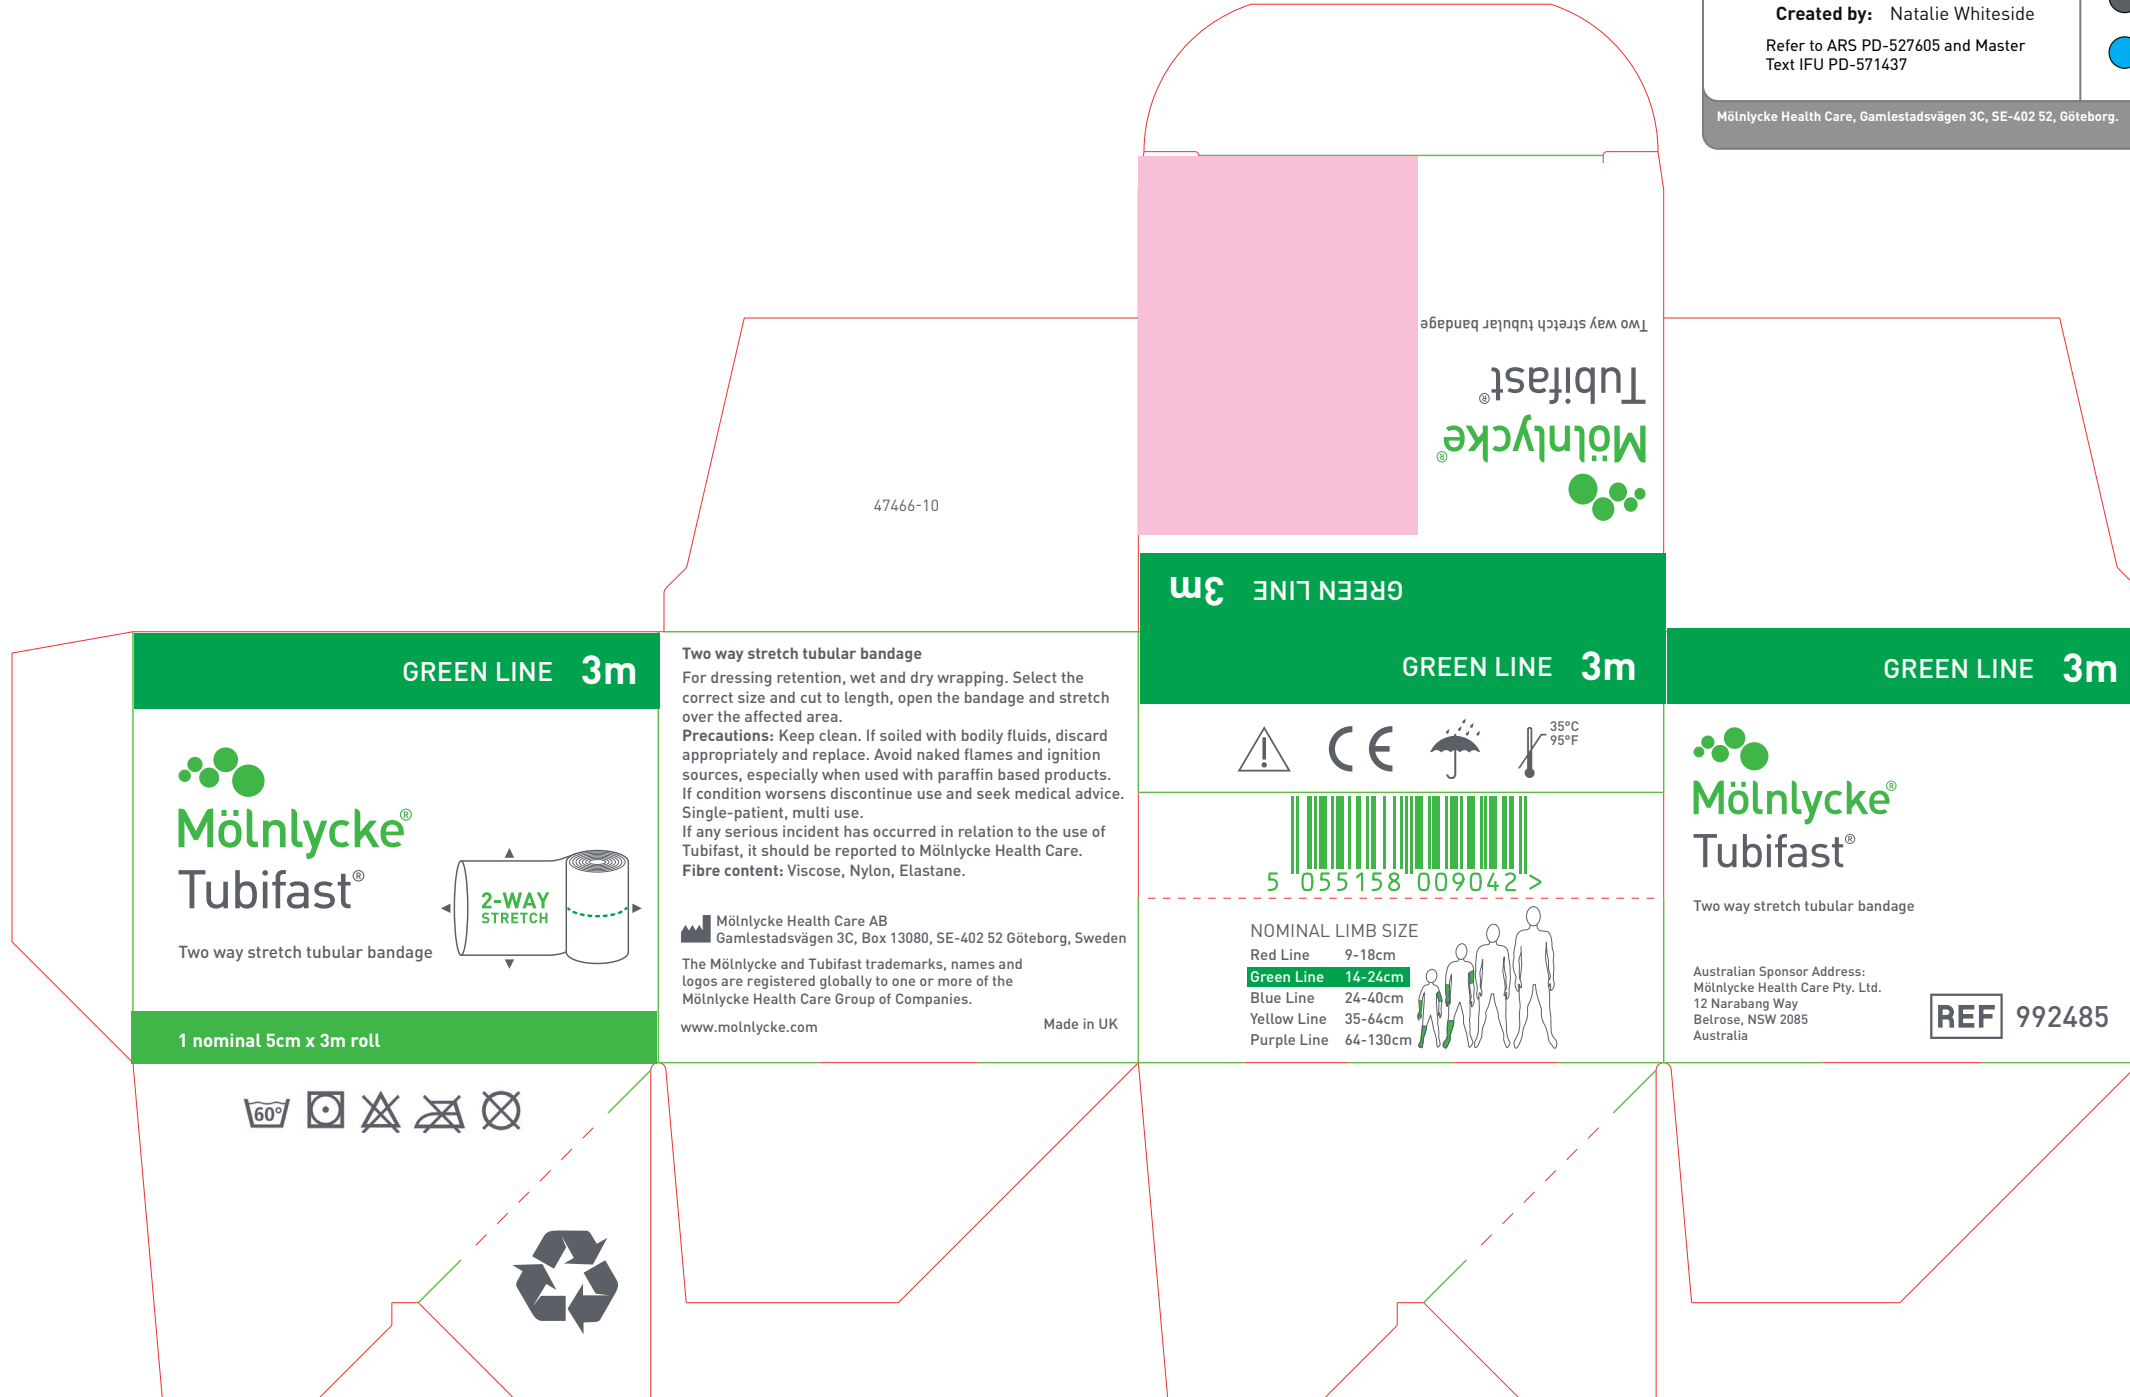 Created by: Natalie Whiteside
Refer to ARS PD-527605 and Master
Text IFU PD-571437
Mölnlycke Health Care, Gamlestadsvägen 3C, SE-402 52, Göteborg.
Two way stretch tubular bandage
Tubifast®
Mölnlycke®
47466-10
GREEN LINE 3m
GREEN LINE 3m
Mölnlycke®
Tubifast®
Two way stretch tubular bandage
2-WAY
STRETCH
1 nominal 5cm x 3m roll
60°
Two way stretch tubular bandage
For dressing retention, wet and dry wrapping. Select the
correct size and cut to length, open the bandage and stretch
over the affected area.
Precautions: Keep clean. If soiled with bodily fluids, discard
appropriately and replace. Avoid naked flames and ignition
sources, especially when used with paraffin based products.
If condition worsens discontinue use and seek medical advice.
Single-patient, multi use.
If any serious incident has occurred in relation to the use of
Tubifast, it should be reported to Mölnlycke Health Care.
Fibre content: Viscose, Nylon, Elastane.
Mölnlycke Health Care AB
Gamlestadsvägen 3C, Box 13080, SE-402 52 Göteborg, Sweden
The Mölnlycke and Tubifast trademarks, names and
logos are registered globally to one or more of the
Mölnlycke Health Care Group of Companies.
www.molnlycke.com Made in UK
GREEN LINE 3m
CE
35°C
95°F
5 055158 009042 >
NOMINAL LIMB SIZE
Red Line 9-18cm
Green Line 14-24cm
Blue Line 24-40cm
Yellow Line 35-64cm
Purple Line 64-130cm
GREEN LINE 3m
Mölnlycke®
Tubifast®
Two way stretch tubular bandage
Australian Sponsor Address:
Mölnlycke Health Care Pty. Ltd.
12 Narabang Way
Belrose, NSW 2085
Australia
REF 992485